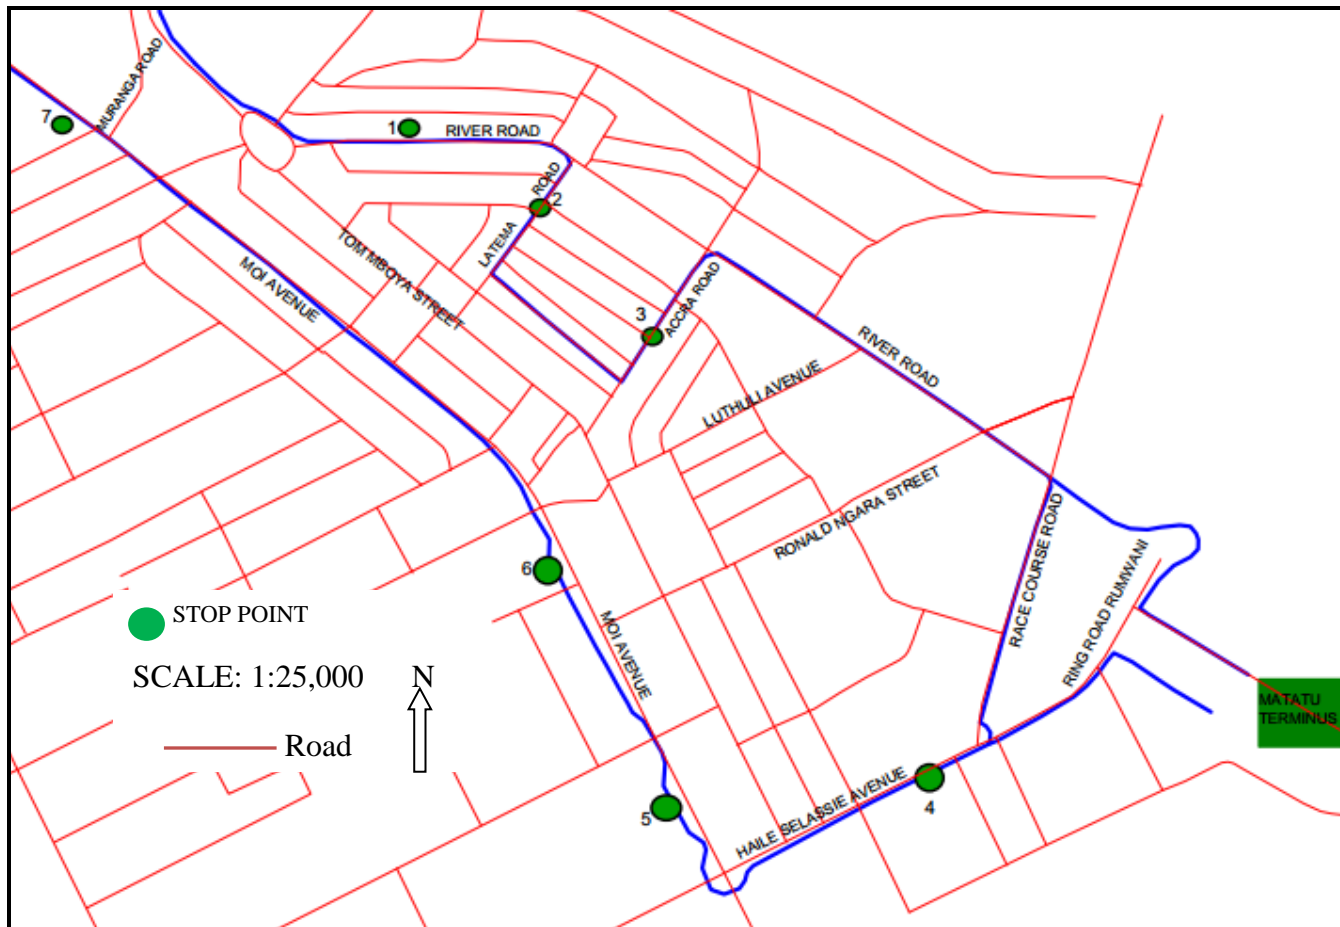 MURANGA ROAD
7
1
RIVER ROAD
ROAD
2
LATEMA
TOM MBOYA STREET
MOI AVENUE
3
ACCRA ROAD
RIVER ROAD
LUTHULI AVENUE
RONALD NGARA STREET
RACE COURSE ROAD
RING ROAD RUMWANI
6
MOI AVENUE
STOP POINT
SCALE: 1:25,000
N
Road
MATATU
TERMINUS
5
HAILE SELASSIE AVENUE
4